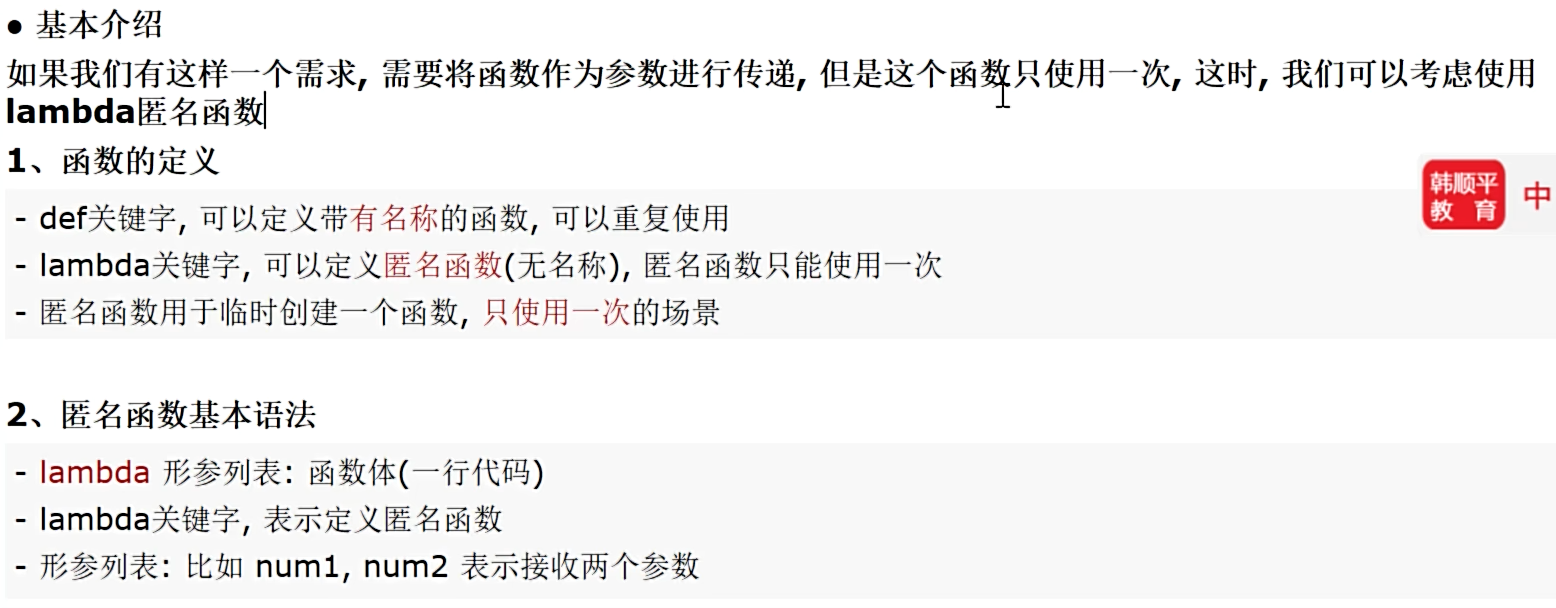 ● 基本介绍
如果我们有这样一个需求, 需要将函数作为参数进行传递, 但是这个函数只使用一次, 这时, 我们可以考虑使用
lambda匿名函数
1、函数的定义
- def关键字, 可以定义带有名称的函数, 可以重复使用
- lambda关键字, 可以定义匿名函数(无名称), 匿名函数只能使用一次
- 匿名函数用于临时创建一个函数, 只使用一次的场景
韩顺平
教 育
中
2、匿名函数基本语法
- lambda 形参列表: 函数体(一行代码)
- lambda关键字, 表示定义匿名函数
- 形参列表: 比如 num1, num2 表示接收两个参数